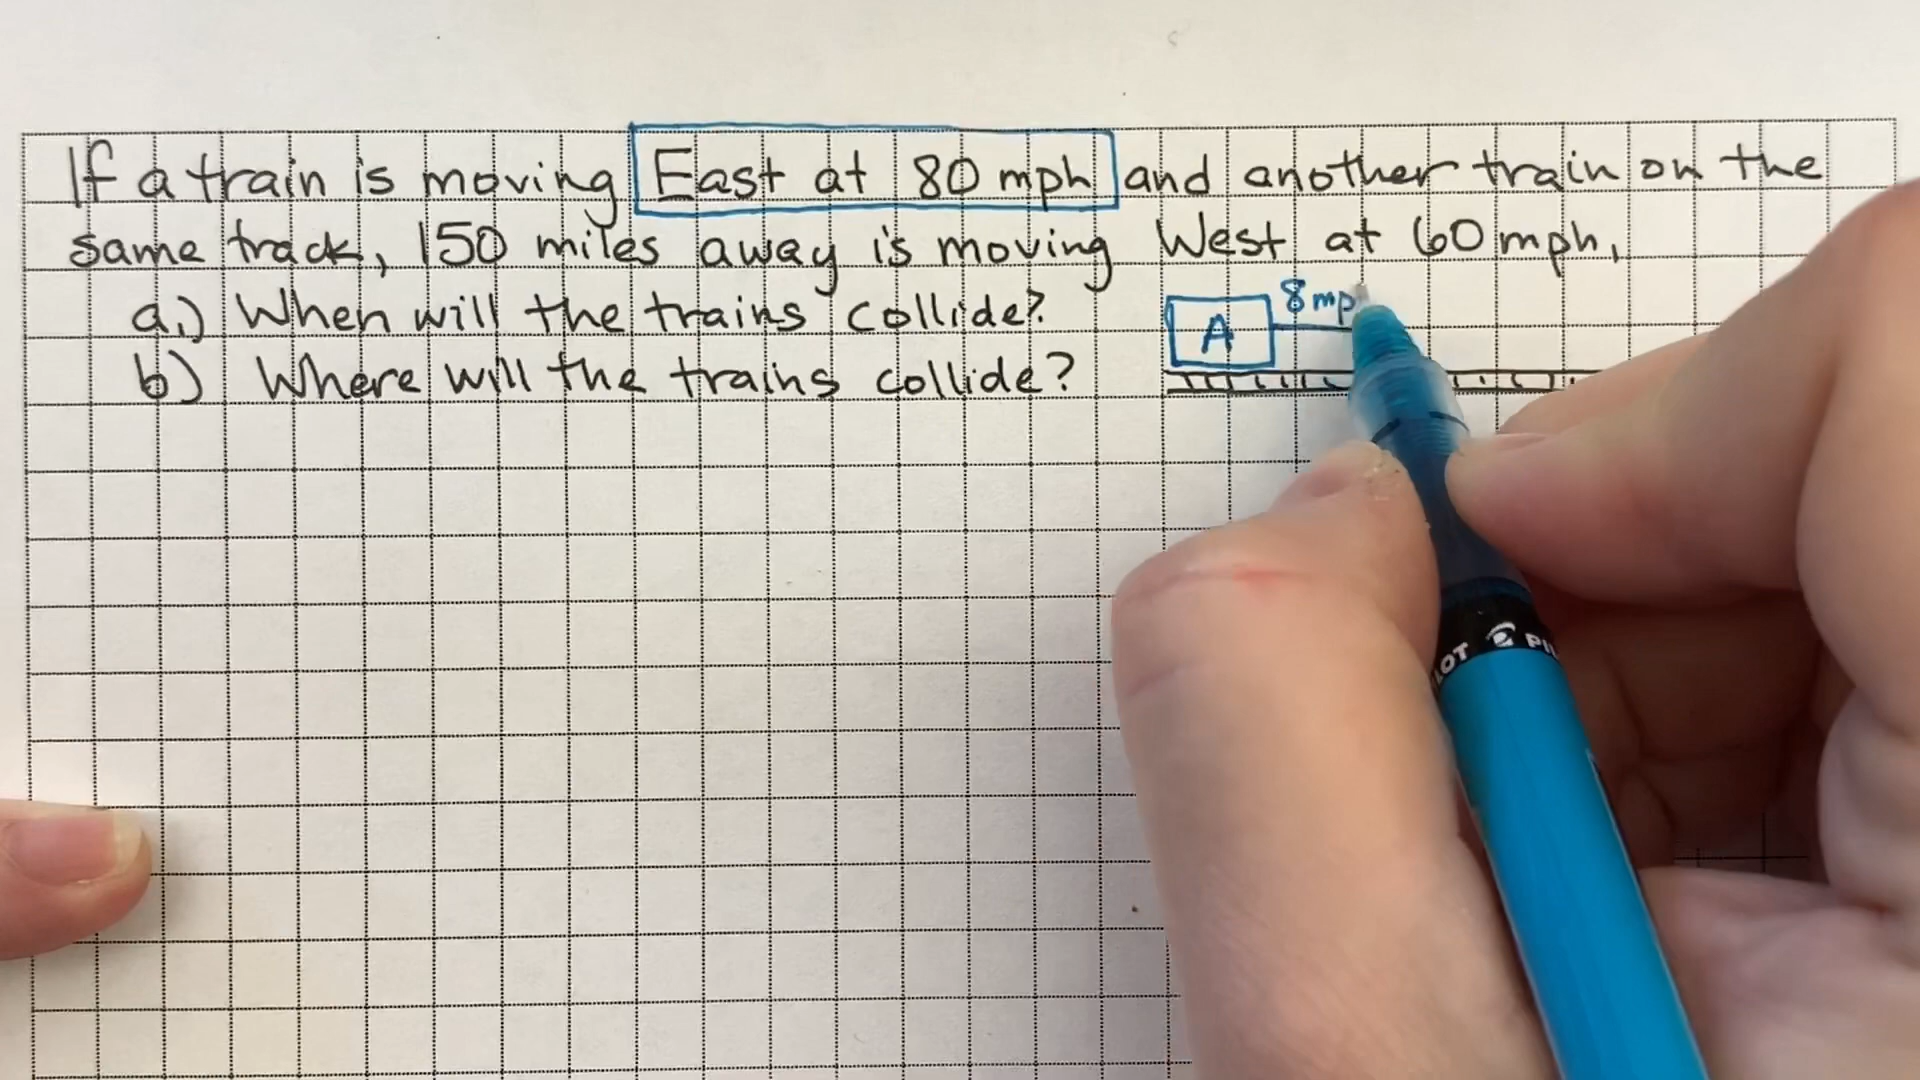 If a train is moving East at 80 mph and another train on the
same track, 150 miles away is moving West at 60 mph,
a.) When will the trains collide?
8 mp
A
b) Where will the trains collide?